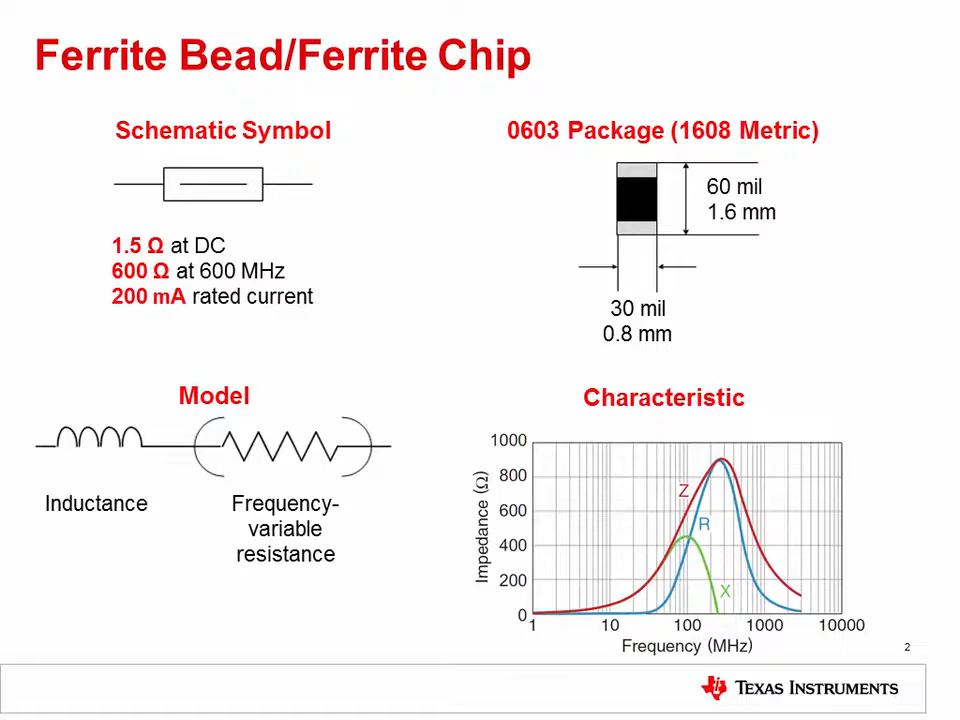 Ferrite Bead/Ferrite Chip
Schematic Symbol
1.5 Ω at DC
600 Ω at 600 MHz
200 mA rated current
0603 Package (1608 Metric)
60 mil
1.6 mm
30 mil
0.8 mm
Model
Inductance
Frequency-
variable
resistance
Characteristic
Impedance (Ω)
1000
800
600
400
200
0
Z
R
X
1 10 100 1000 10000
Frequency (MHz)
2
TEXAS INSTRUMENTS